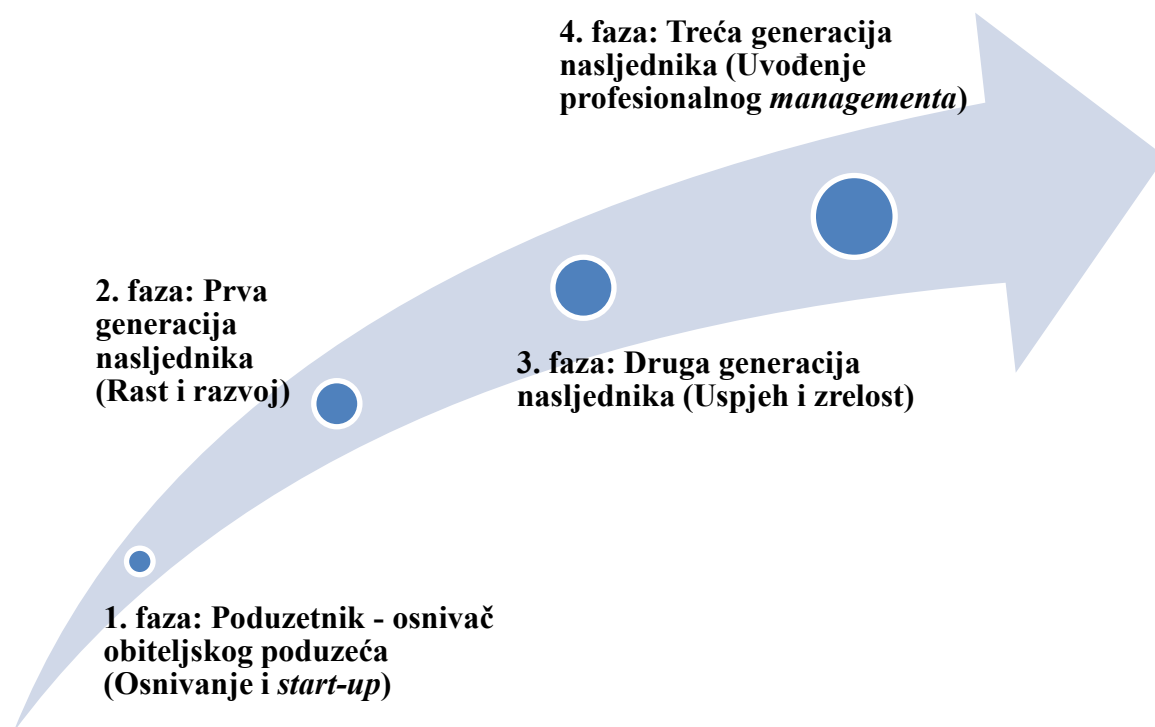 4. faza: Treća generacija
nasljednika (Uvođenje
profesionalnog managementa)
2. faza: Prva
generacija
nasljednika
(Rast i razvoj)
3. faza: Druga generacija
nasljednika (Uspjeh i zrelost)
1. faza: Poduzetnik - osnivač
obiteljskog poduzeća
(Osnivanje i start-up)